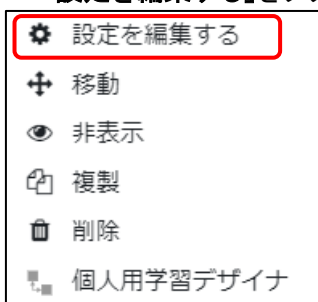 設定を編集する
移動
非表示
複製
削除
個人用学習デザイナ